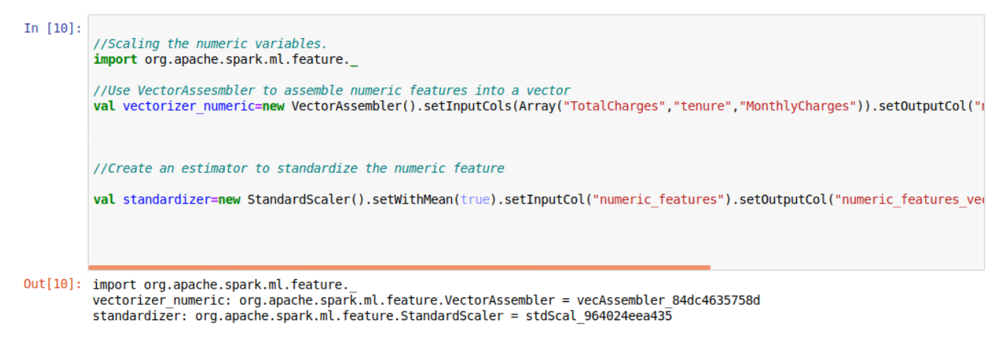 In [10]:
//Scaling the numeric variables.
import org.apache.spark.ml.feature._
//Use VectorAssesmbler to assemble numeric features into a vector
val vectorizer_numeric=new VectorAssembler().setInputCols(Array("TotalCharges","tenure","MonthlyCharges")).setOutputCol("
//Create an estimator to standardize the numeric feature
val standardizer=new StandardScaler().setWithMean(true).setInputCol("numeric_features").setOutputCol("numeric_features_ve
Out[10]: import org.apache.spark.ml.feature._
vectorizer_numeric: org.apache.spark.ml.feature.VectorAssembler = vecAssembler_84dc4635758d
standardizer: org.apache.spark.ml.feature.StandardScaler = stdScal_964024eea435